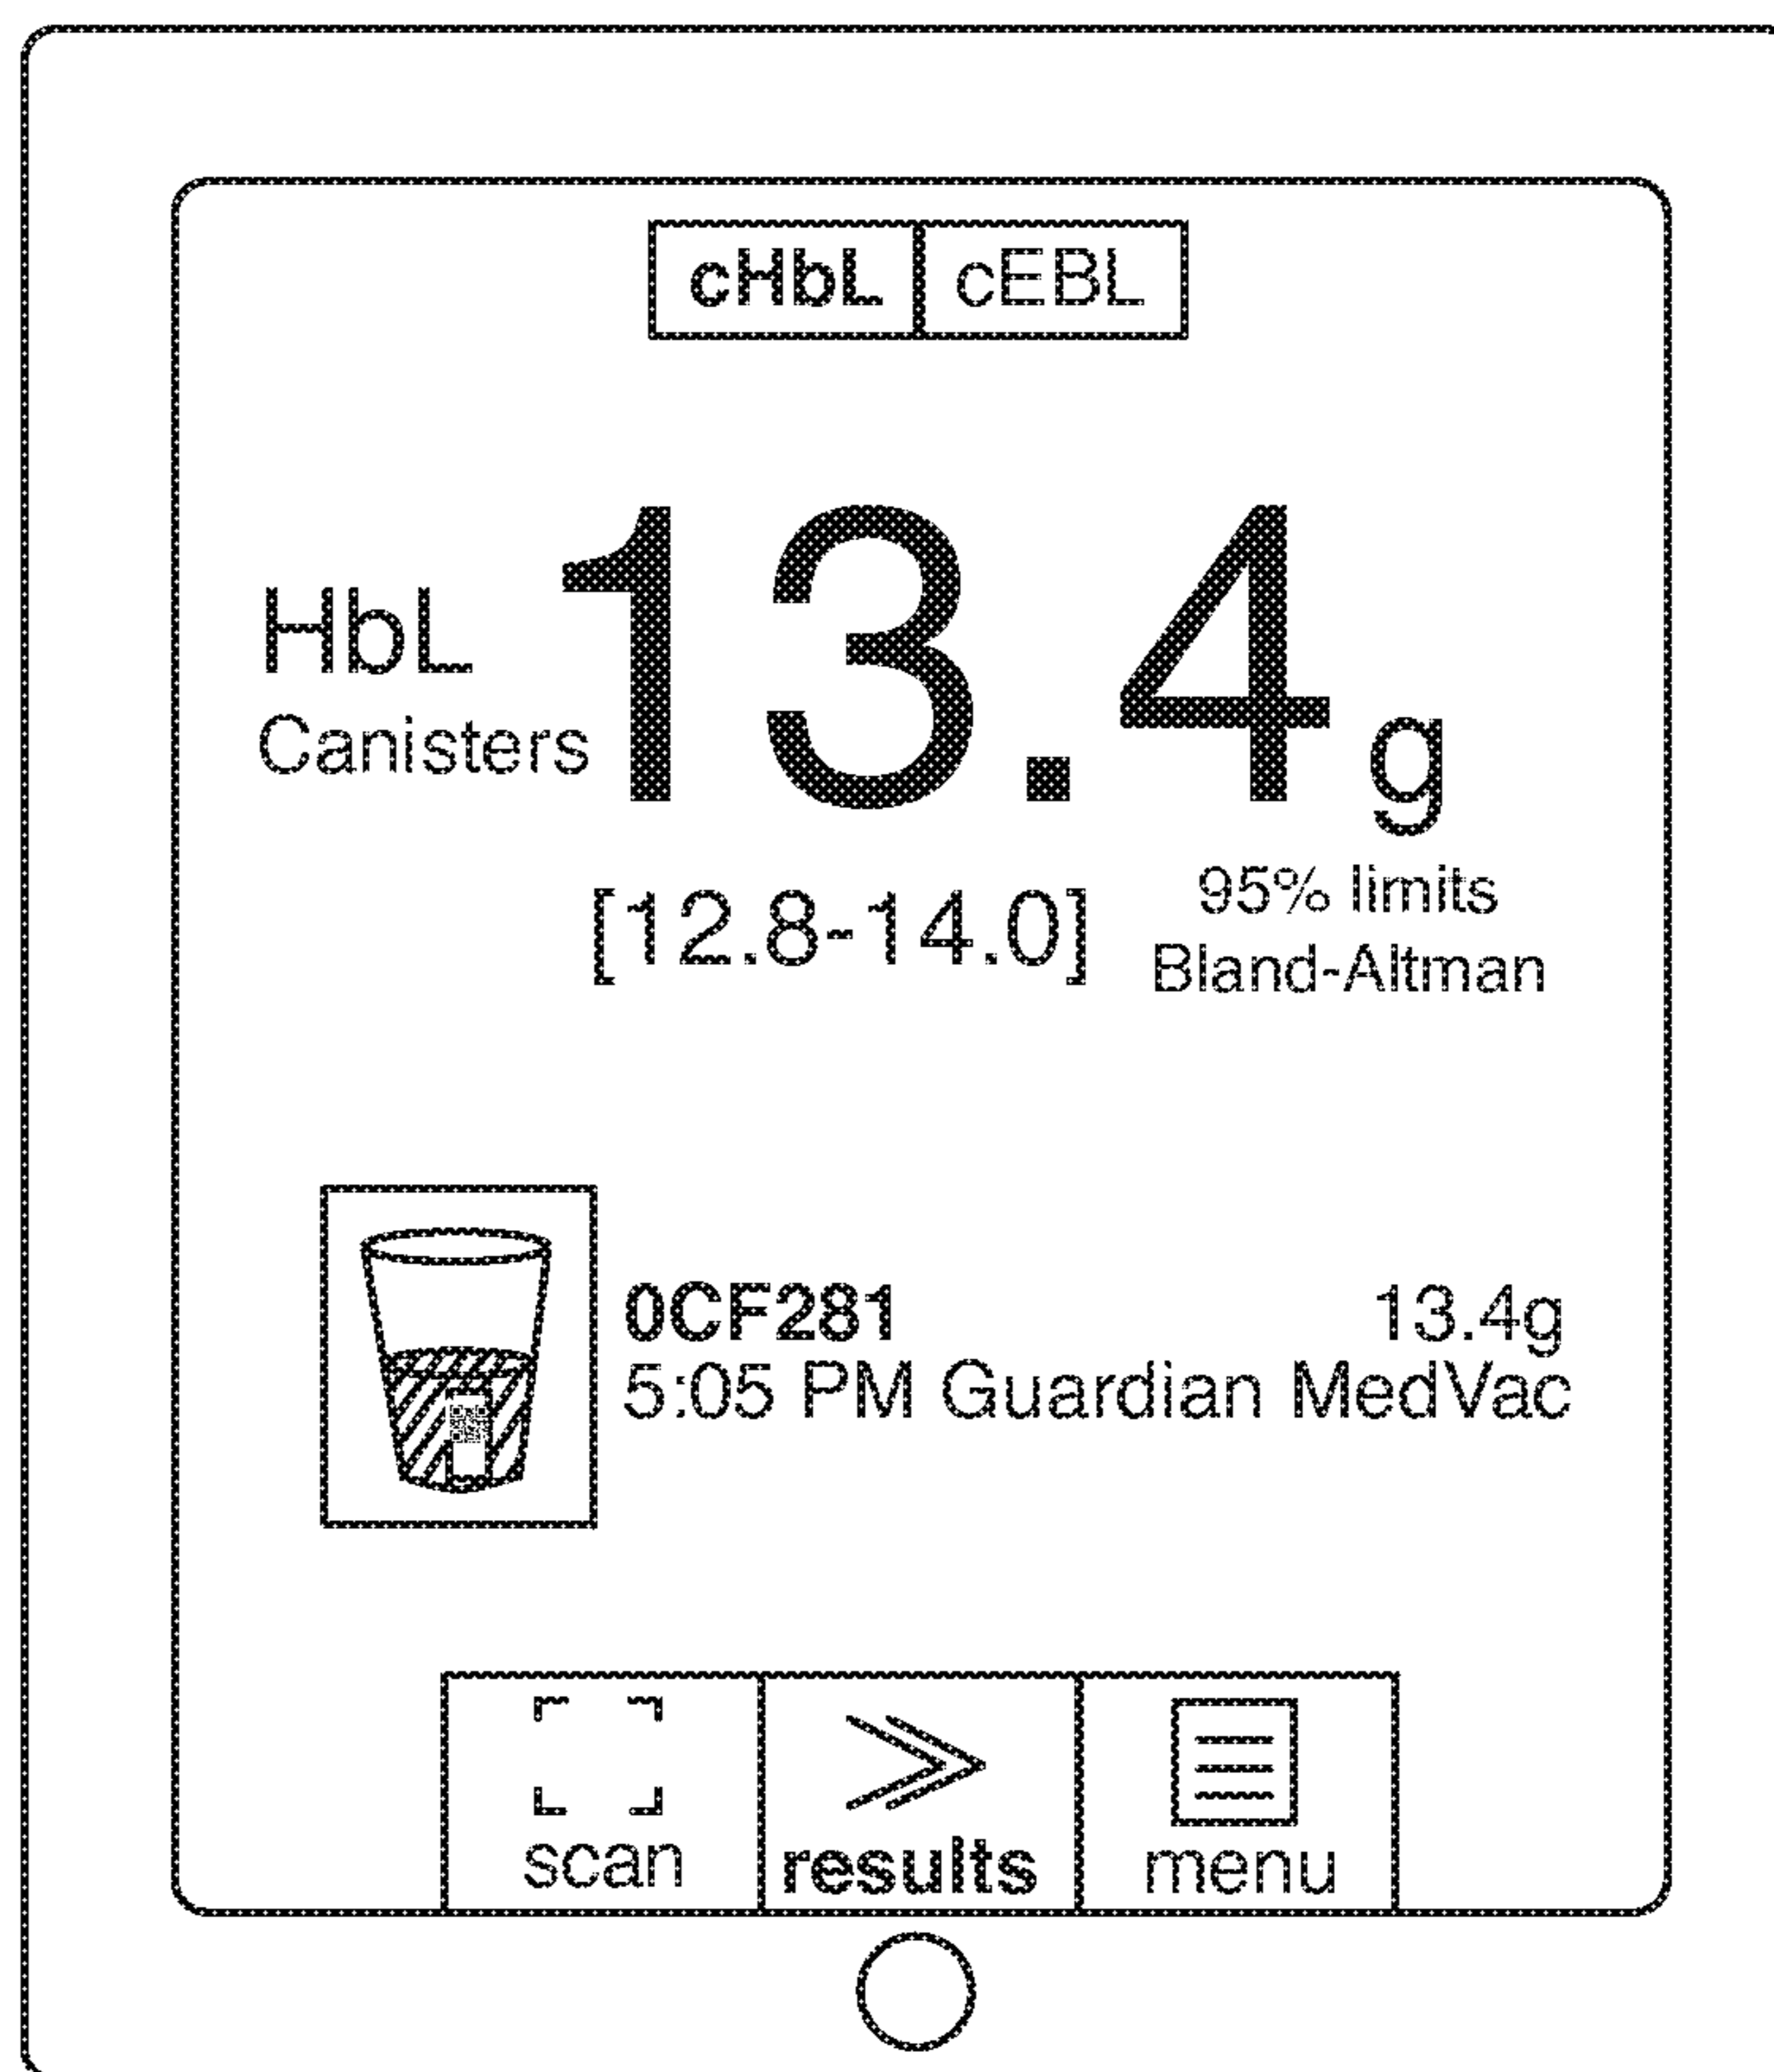 cHbL cEBL
HbL
Canisters
13.4 g
[12.8-14.0]
95% limits
Bland-Altman
0CF281 13.4g
5:05 PM Guardian MedVac
scan results menu